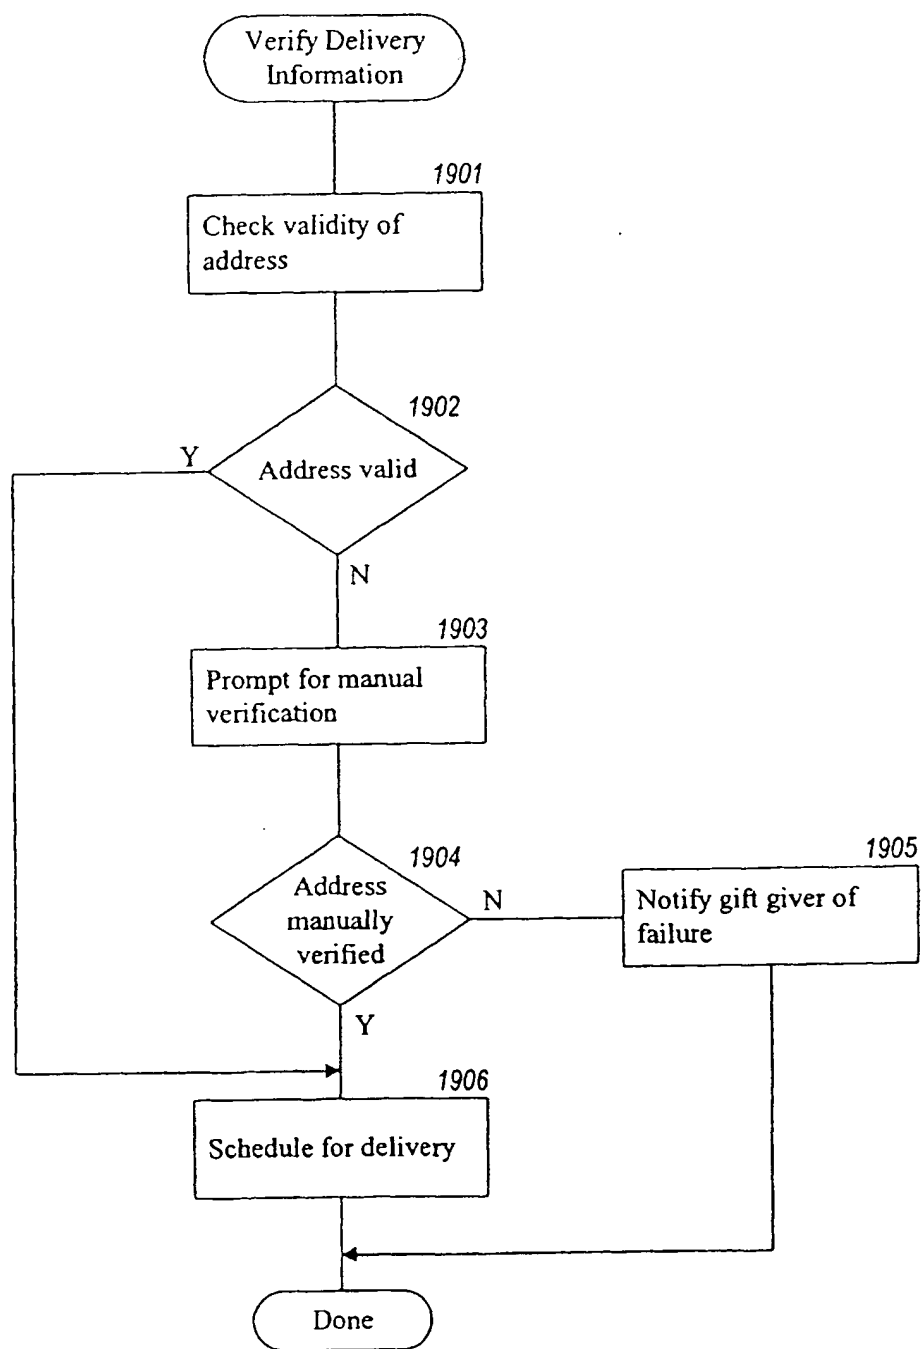 Verify Delivery
Information
1901
Check validity of
address
1902
Y
Address valid
N
1903
Prompt for manual
verification
1904
Address
manually
verified
N
1905
Notify gift giver of
failure
Y
1906
Schedule for delivery
Done